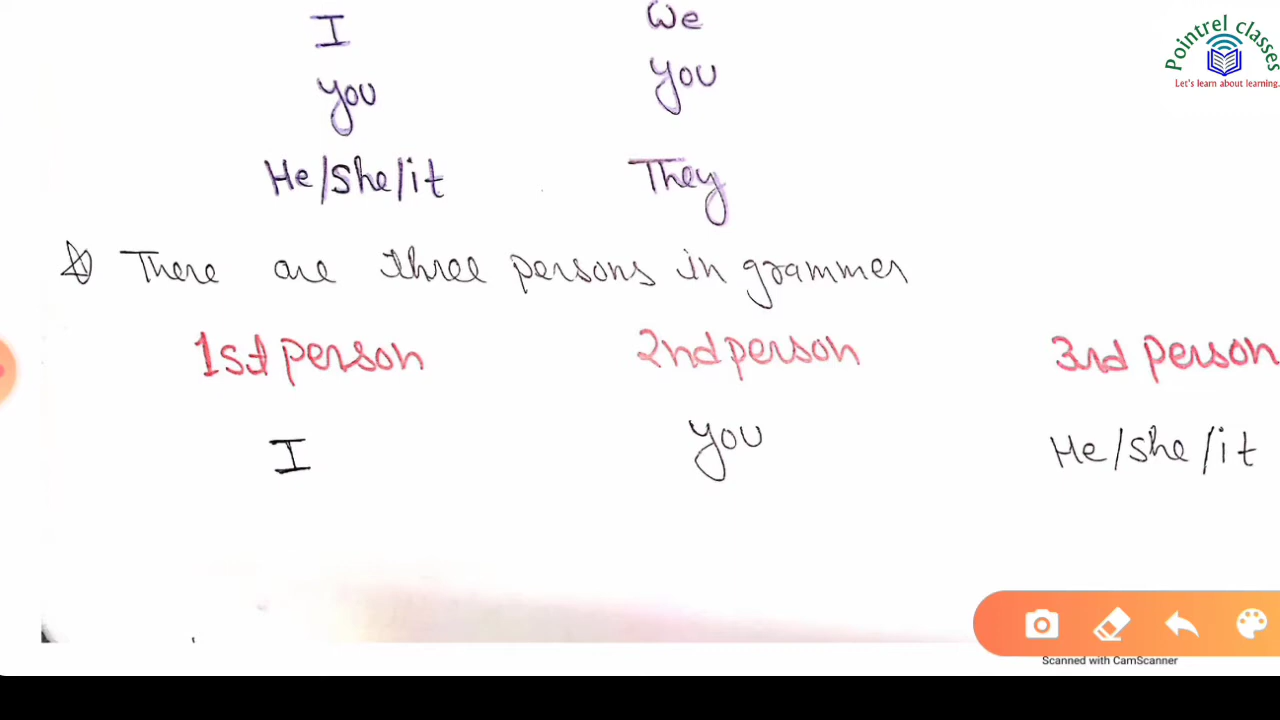 I We
Pointrel classes
Let's learn about learning.
you you
He/She/it They
There are three persons in grammer
1st person 2nd person 3rd person
I you He/She/it
Scanned with CamScanner